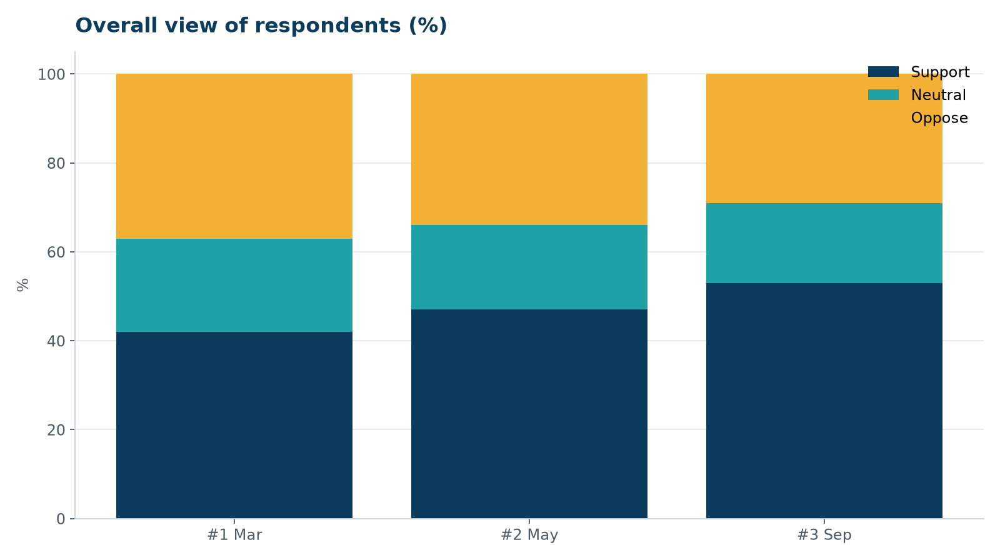 Overall view of respondents (%)
100
80
60
40
20
0
%
Support
Neutral
Oppose
#1 Mar
#2 May
#3 Sep